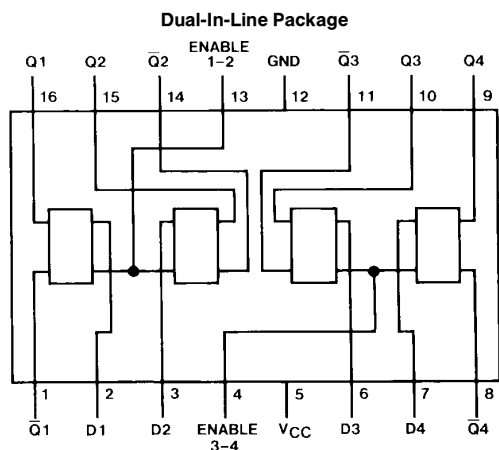 Dual-In-Line Package
Q1 Q2 Q̅2 ENABLE 1–2 GND Q̅3 Q3 Q4
16 15 14 13 12 11 10 9
1 2 3 4 5 6 7 8
Q̅1 D1 D2 ENABLE 3–4 VCC D3 D4 Q̅4